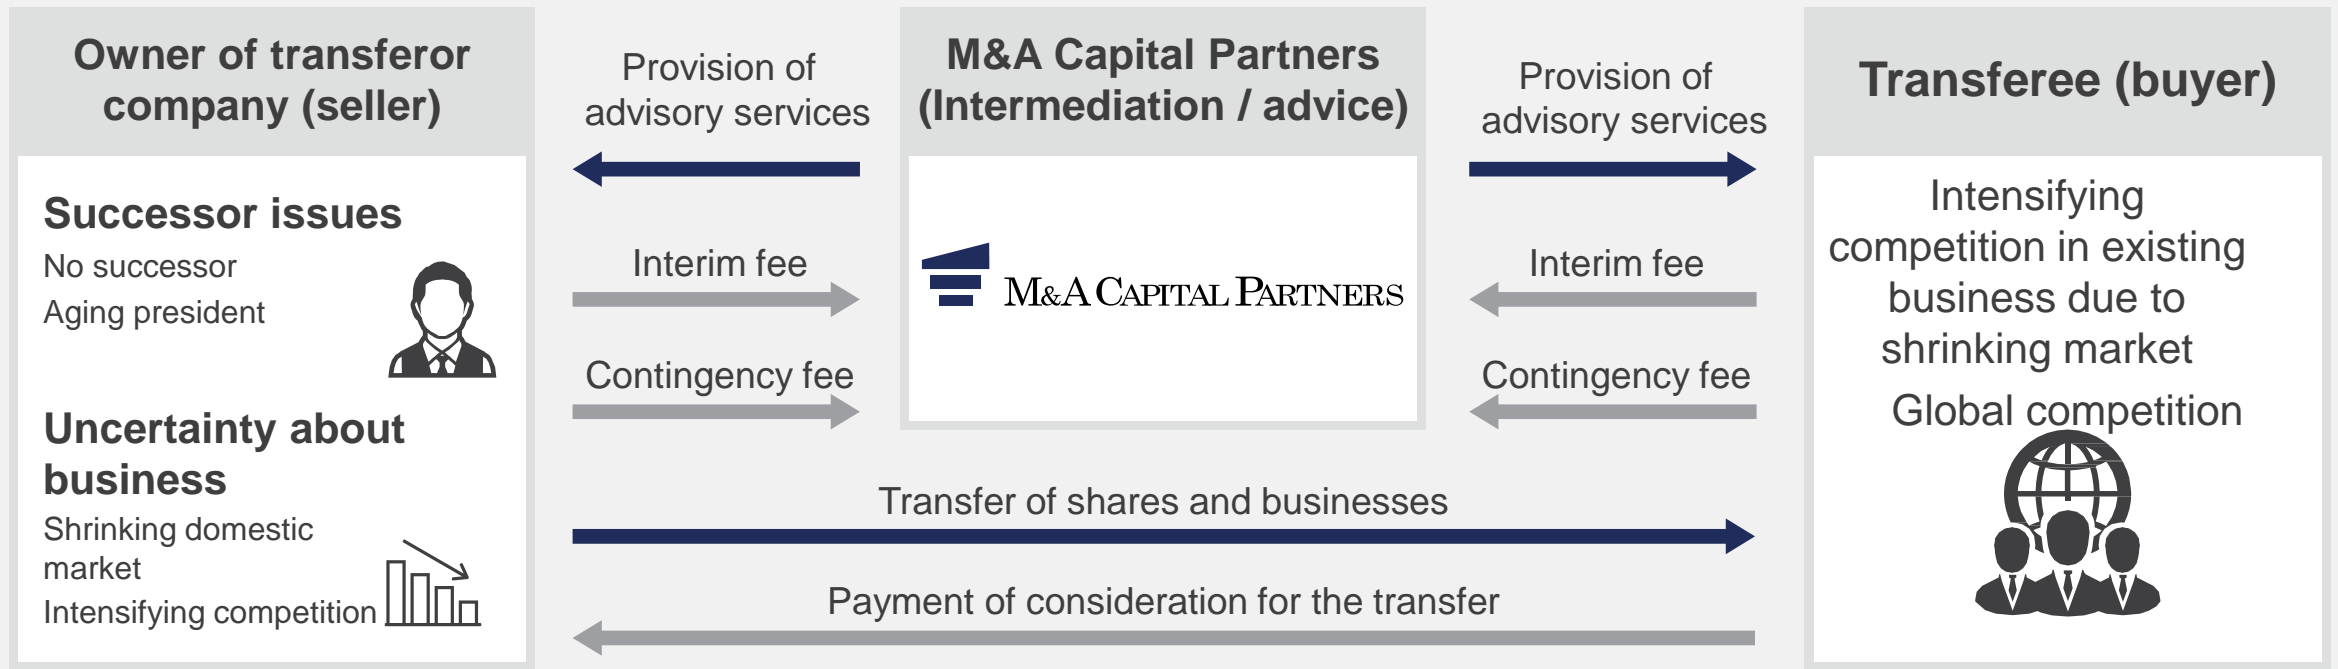 Owner of transferor
company (seller)
Successor issues
No successor
Aging president
Uncertainty about
business
Shrinking domestic
market
Intensifying competition
Provision of
advisory services
Interim fee
Contingency fee
M&A Capital Partners
(Intermediation / advice)
M&A CAPITAL PARTNERS
Provision of
advisory services
Interim fee
Contingency fee
Transfer of shares and businesses
Payment of consideration for the transfer
Transferee (buyer)
Intensifying
competition in existing
business due to
shrinking market
Global competition